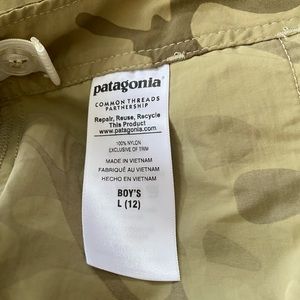 patagonia
COMMON THREADS
PARTNERSHIP
Repair, Reuse, Recycle
This Product
www.patagonia.com
100% NYLON
EXCLUSIVE OF TRIM
MADE IN VIETNAM
FABRIQUÉ AU VIETNAM
HECHO EN VIETNAM
BOY'S
L (12)